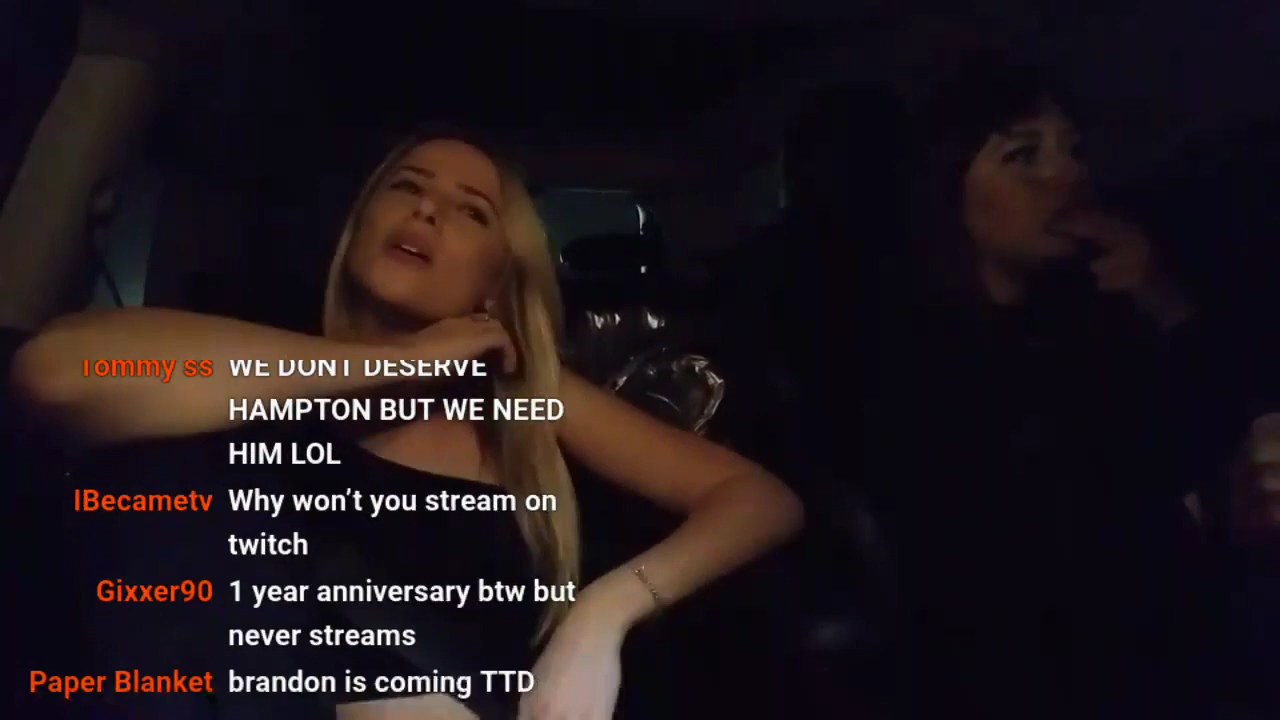 Tommy ss WE DONT DESERVE
HAMPTON BUT WE NEED
HIM LOL
IBecametv Why won’t you stream on
twitch
Gixxer90 1 year anniversary btw but
never streams
Paper Blanket brandon is coming TTD